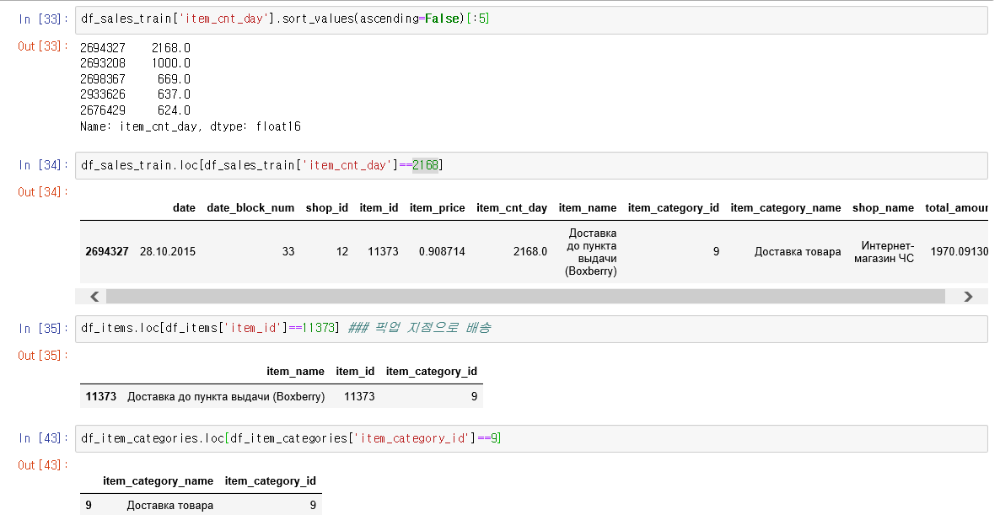 In [33]: df_sales_train['item_cnt_day'].sort_values(ascending=False)[:5]
Out[33]: 2694327    2168.0
2693208    1000.0
2698367    669.0
2933626    637.0
2676429    624.0
Name: item_cnt_day, dtype: float16
In [34]: df_sales_train.loc[df_sales_train['item_cnt_day']==2168]
Out[34]:
date date_block_num shop_id item_id item_price item_cnt_day item_name item_category_id item_category_name shop_name total_amour
2694327 28.10.2015 33 12 11373 0.908714 2168.0 Доставка до пункта выдачи (Boxberry) 9 Доставка товара Интернет-магазин ЧС 1970.09130
In [35]: df_items.loc[df_items['item_id']==11373] ### 픽업 지점으로 배송
Out[35]:
item_name item_id item_category_id
11373 Доставка до пункта выдачи (Boxberry) 11373 9
In [43]: df_item_categories.loc[df_item_categories['item_category_id']==9]
Out[43]:
item_category_name item_category_id
9 Доставка товара 9